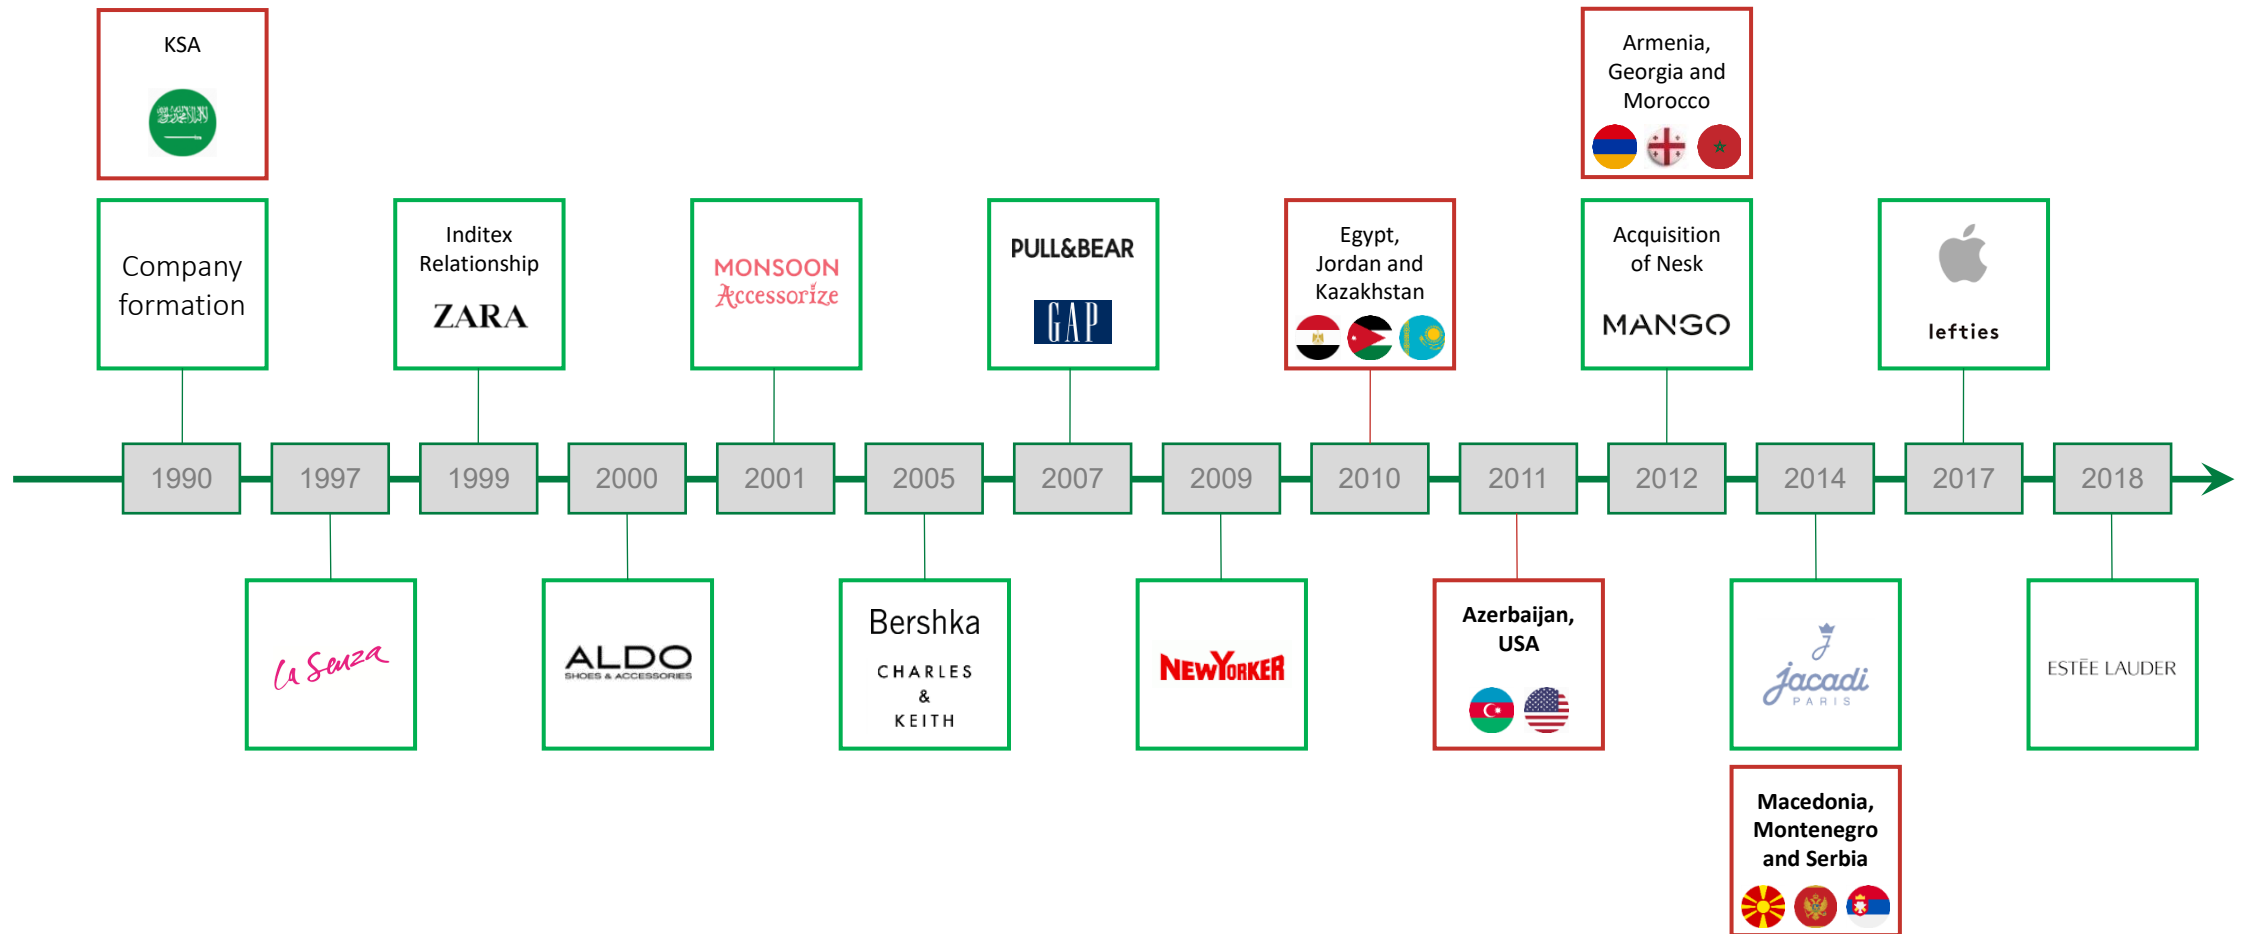 KSA
Company
formation
Inditex
Relationship
ZARA
MONSOON
Accessorize
PULL&BEAR
GAP
Egypt,
Jordan and
Kazakhstan
Armenia,
Georgia and
Morocco
Acquisition
of Nesk
MANGO
lefties
1990
1997
1999
2000
2001
2005
2007
2009
2010
2011
2012
2014
2017
2018
la Senza
ALDO
SHOES & ACCESSORIES
Bershka
CHARLES
&
KEITH
NEWYORKER
Azerbaijan,
USA
J
jacadi
PARIS
Macedonia,
Montenegro
and Serbia
ESTĒE LAUDER